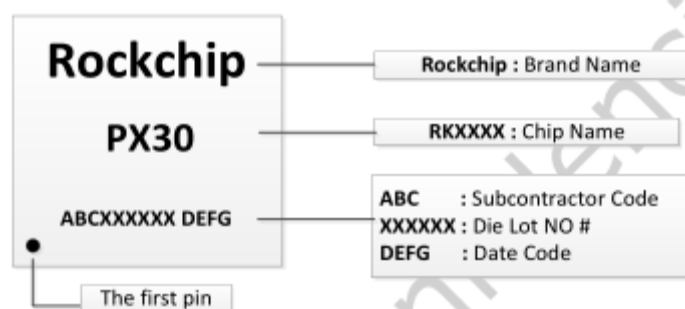 Rockchip
PX30
ABCXXXXXX DEFG
The first pin
Rockchip : Brand Name
RKXXXX : Chip Name
ABC : Subcontractor Code
XXXXXX : Die Lot NO #
DEFG : Date Code